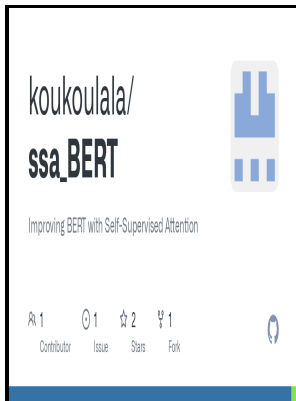 koukoulala/
ssa_BERT
Improving BERT with Self-Supervised Attention
1 1 2 1
Contributor Issue Stars Fork